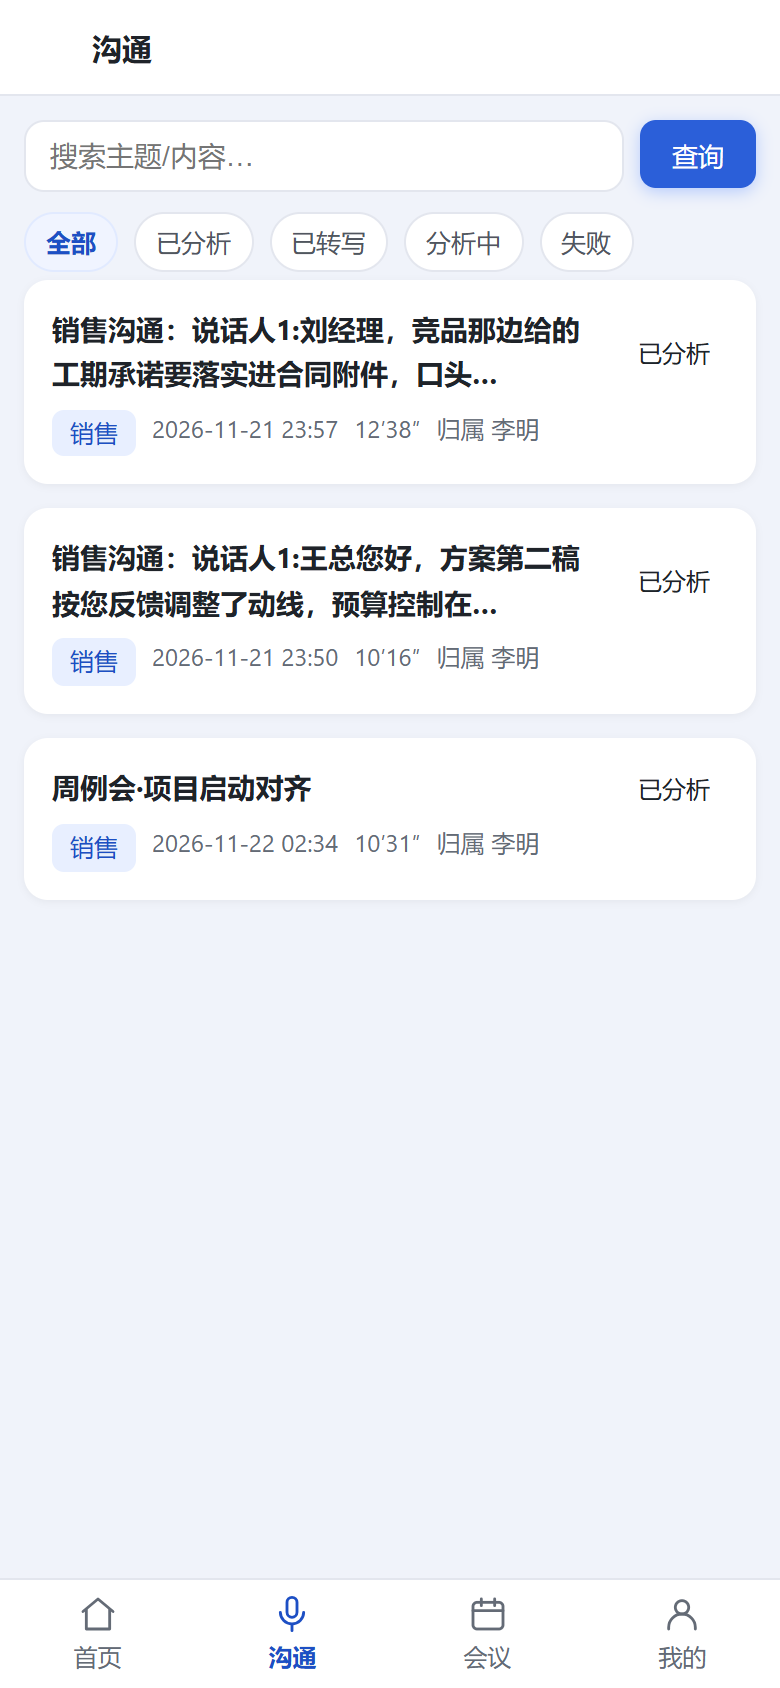 沟通
搜索主题/内容…
查询
全部
已分析
已转写
分析中
失败
销售沟通：说话人1:刘经理，竞品那边给的
工期承诺要落实进合同附件，口头...
已分析
销售 2026-11-21 23:57 12′38″ 归属 李明
销售沟通：说话人1:王总您好，方案第二稿
按您反馈调整了动线，预算控制在...
已分析
销售 2026-11-21 23:50 10′16″ 归属 李明
周例会·项目启动对齐
已分析
销售 2026-11-22 02:34 10′31″ 归属 李明
首页
沟通
会议
我的